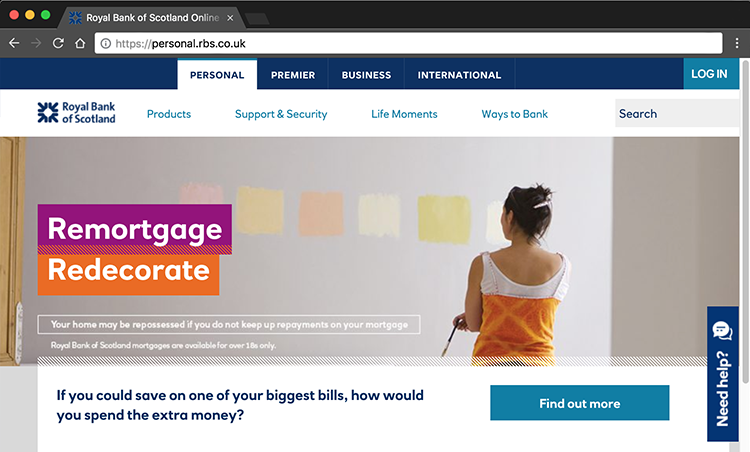 Royal Bank of Scotland Online
https://personal.rbs.co.uk
PERSONAL PREMIER BUSINESS INTERNATIONAL LOG IN
Royal Bank
of Scotland
Products Support & Security Life Moments Ways to Bank Search
Remortgage
Redecorate
Your home may be repossessed if you do not keep up repayments on your mortgage
Royal Bank of Scotland mortgages are available for over 18s only.
Need help?
If you could save on one of your biggest bills, how would
you spend the extra money?
Find out more